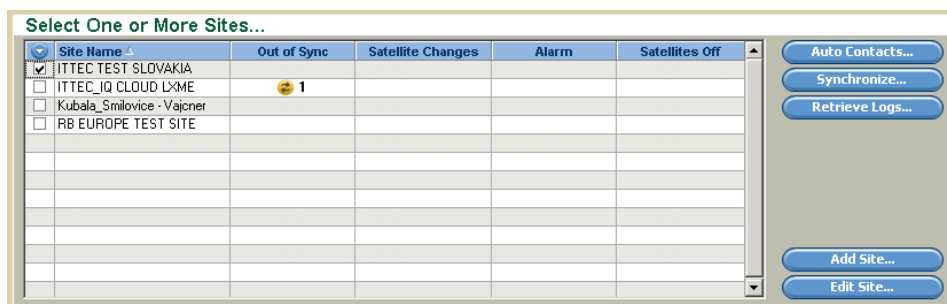 Select One or More Sites...
Site Name Out of Sync Satellite Changes Alarm Satellites Off
ITTEC TEST SLOVAKIA
ITTEC_IQ CLOUD LXME 1
Kubala_Smilovice - Vajcner
RB EUROPE TEST SITE
Auto Contacts...
Synchronize...
Retrieve Logs...
Add Site...
Edit Site...